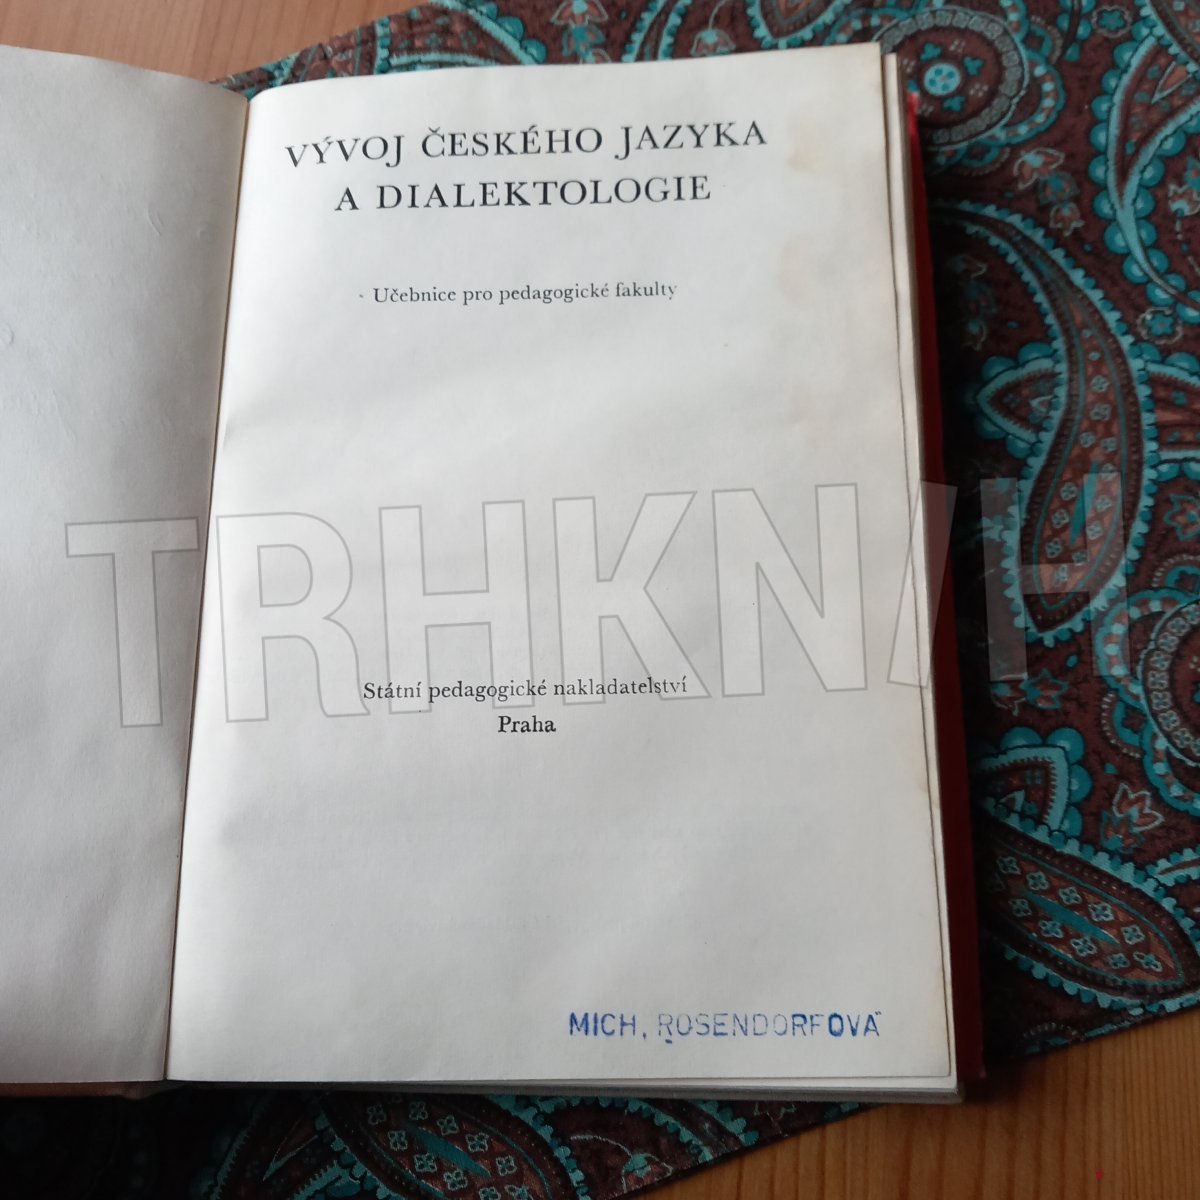 VÝVOJ ČESKÉHO JAZYKA
A DIALEKTOLOGIE
Učebnice pro pedagogické fakulty
TRHKNIH
Státní pedagogické nakladatelství
Praha
MICH. ROSENDORFOVÁ